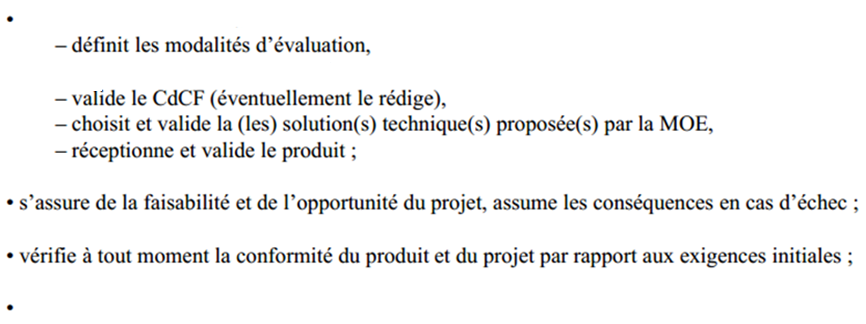 •
– définit les modalités d’évaluation,
– valide le CdCF (éventuellement le rédige),
– choisit et valide la (les) solution(s) technique(s) proposée(s) par la MOE,
– réceptionne et valide le produit ;
• s’assure de la faisabilité et de l’opportunité du projet, assume les conséquences en cas d’échec ;
• vérifie à tout moment la conformité du produit et du projet par rapport aux exigences initiales ;
•